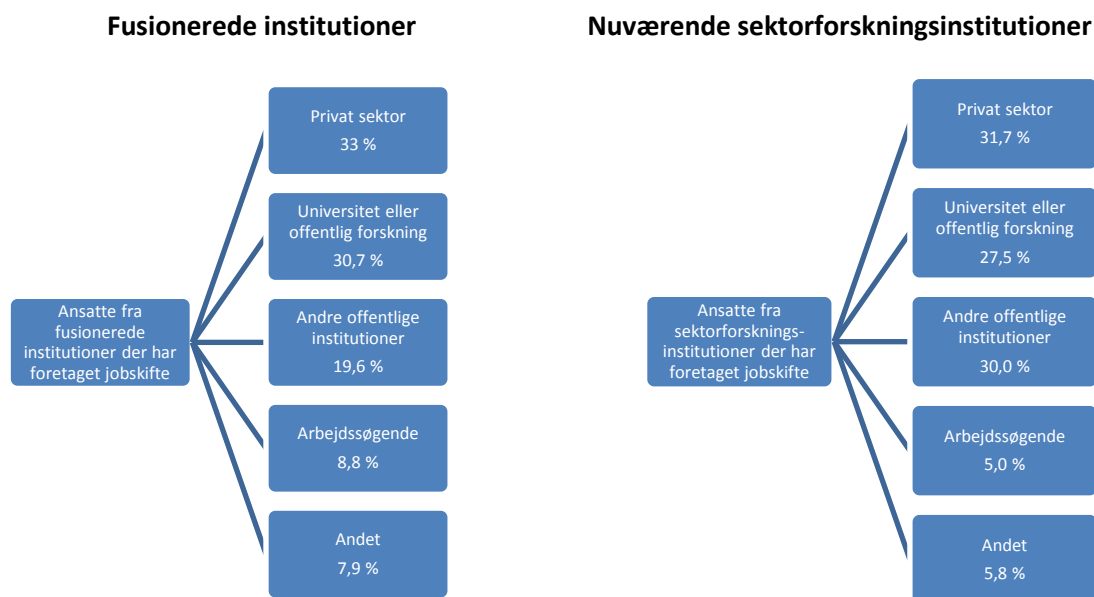 Fusionerede institutioner
Privat sektor
33 %
Universitet eller
offentlig forskning
30,7 %
Ansatte fra
fusionerede
institutioner der har
foretaget jobskifte
Andre offentlige
institutioner
19,6 %
Arbejdssøgende
8,8 %
Andet
7,9 %
Nuværende sektorforskningsinstitutioner
Privat sektor
31,7 %
Universitet eller
offentlig forskning
27,5 %
Ansatte fra
sektorforsknings-
institutioner der har
foretaget jobskifte
Andre offentlige
institutioner
30,0 %
Arbejdssøgende
5,0 %
Andet
5,8 %